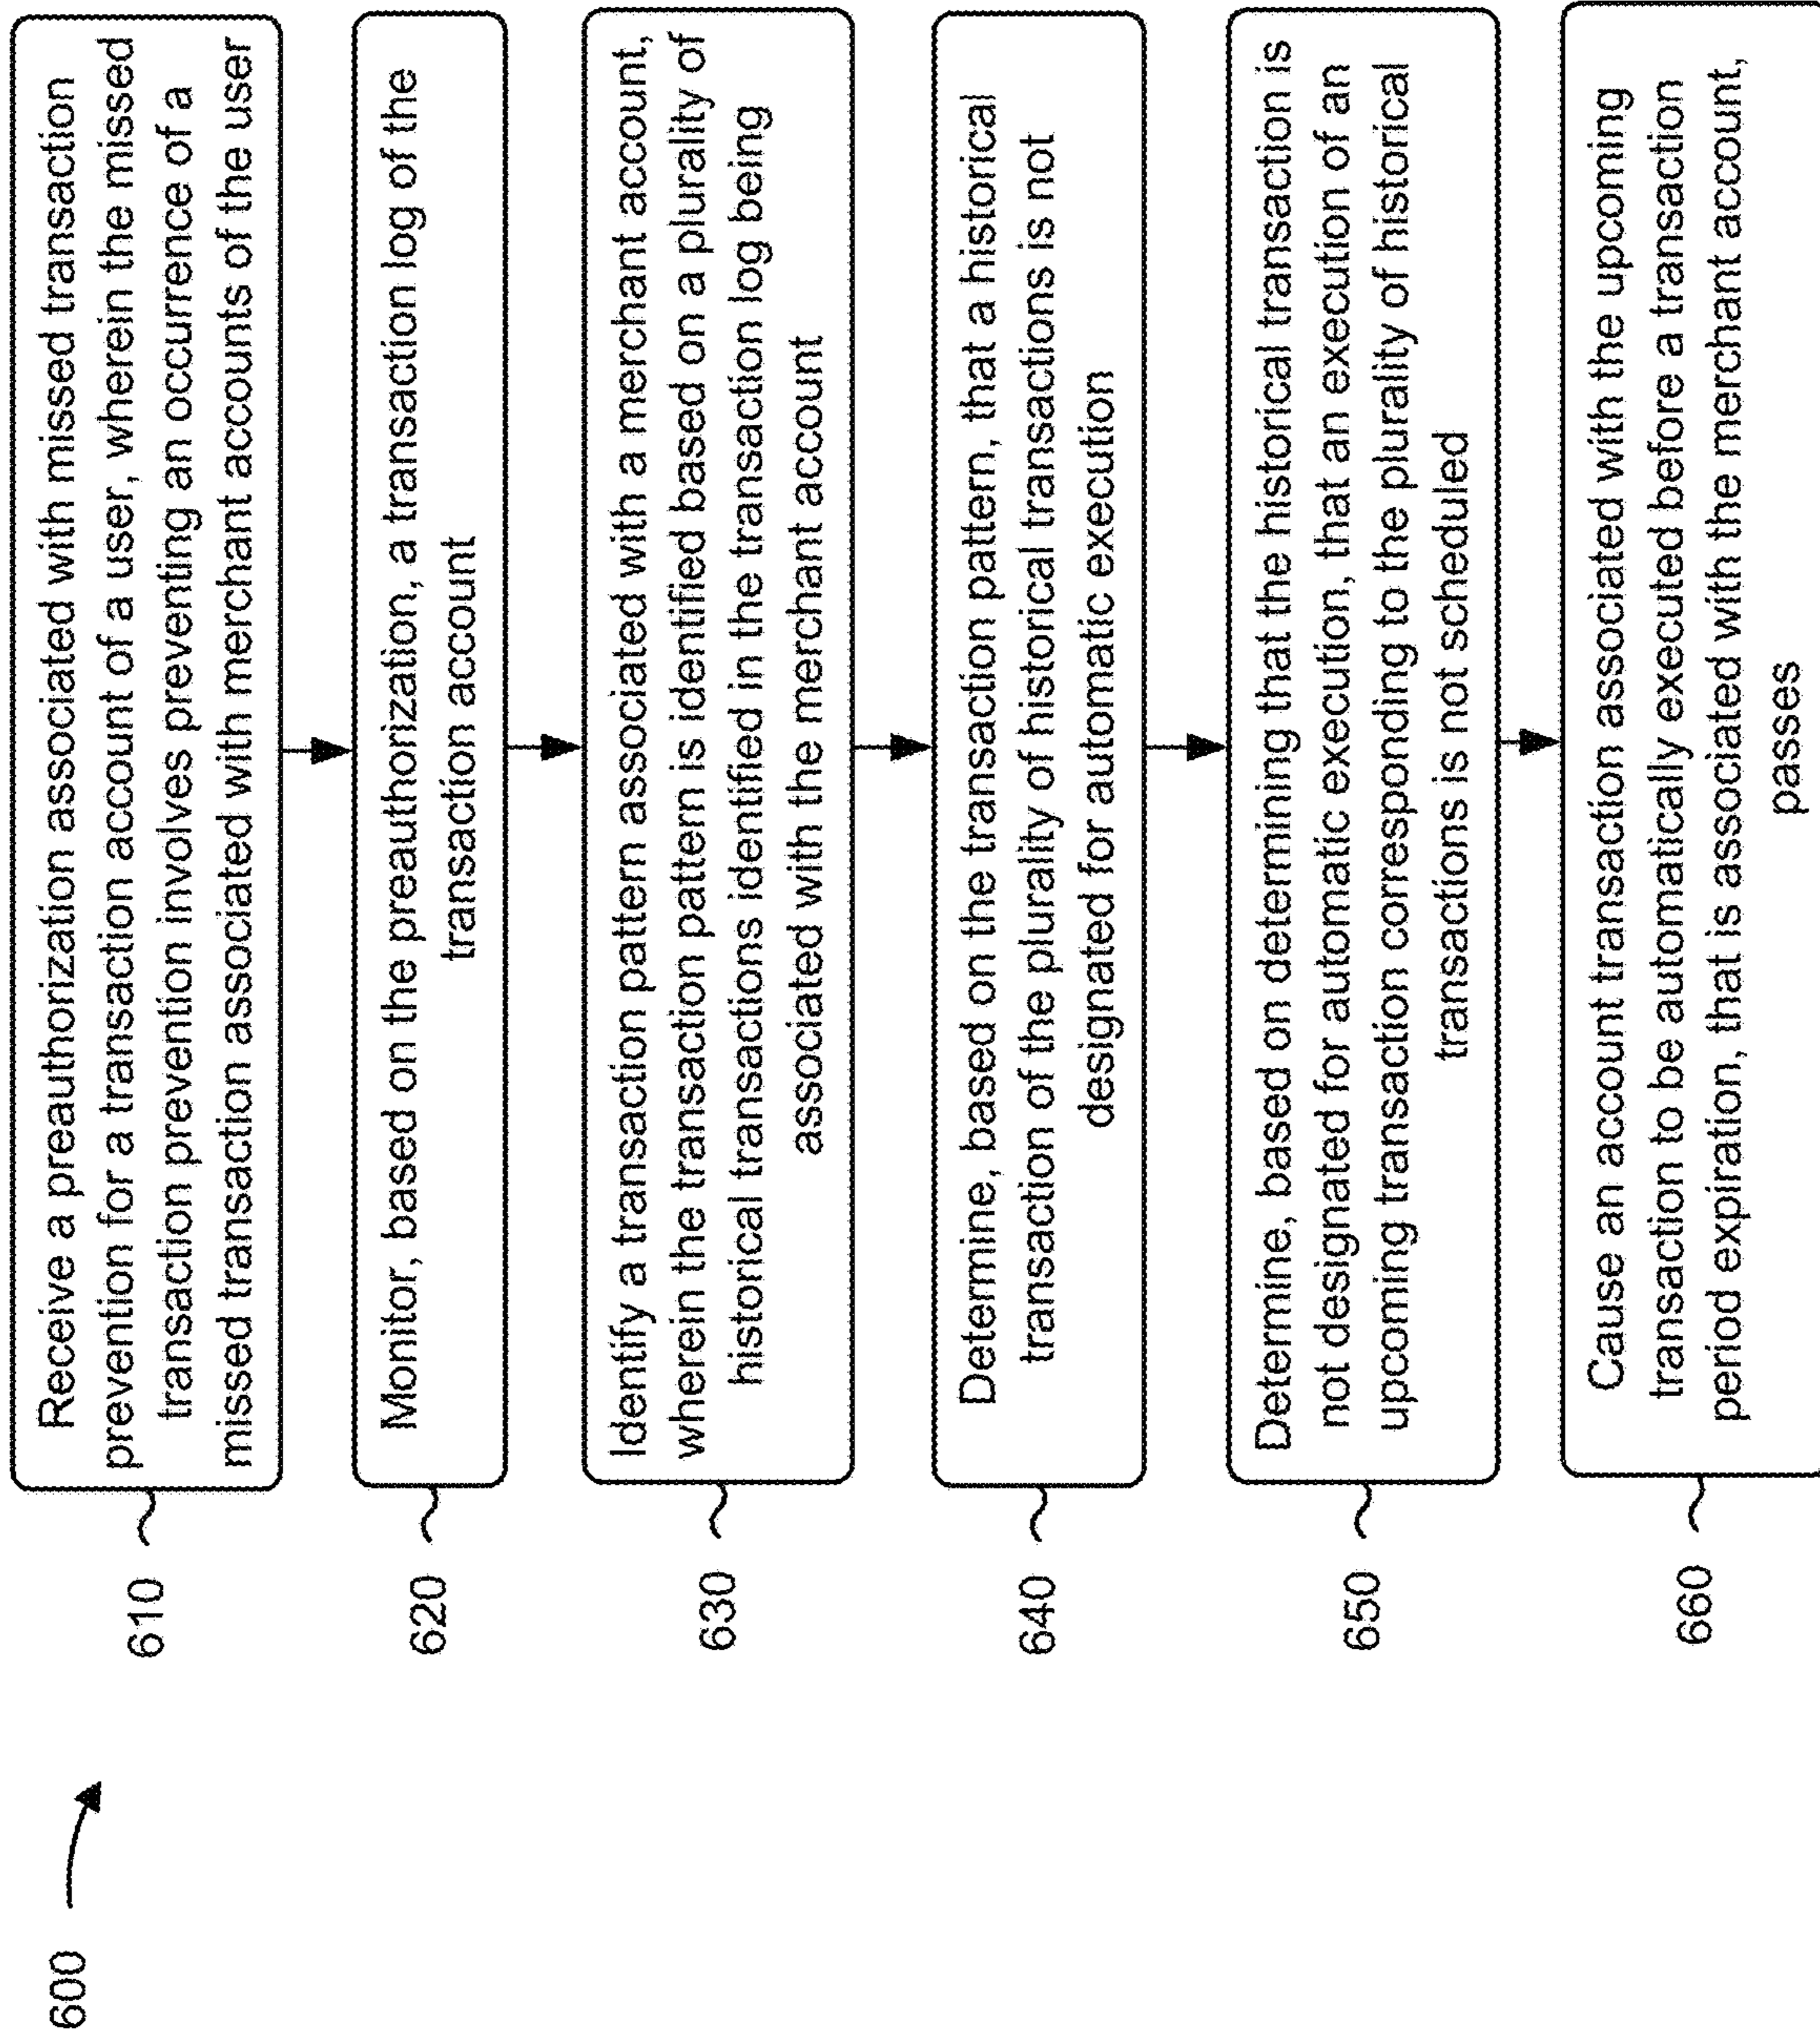 600
610
Receive a preauthorization associated with missed transaction
prevention for a transaction account of a user, wherein the missed
transaction prevention involves preventing an occurrence of a
missed transaction associated with merchant accounts of the user
620
Monitor, based on the preauthorization, a transaction log of the
transaction account
630
Identify a transaction pattern associated with a merchant account,
wherein the transaction pattern is identified based on a plurality of
historical transactions identified in the transaction log being
associated with the merchant account
640
Determine, based on the transaction pattern, that a historical
transaction of the plurality of historical transactions is not
designated for automatic execution
650
Determine, based on determining that the historical transaction is
not designated for automatic execution, that an execution of an
upcoming transaction corresponding to the plurality of historical
transactions is not scheduled
660
Cause an account transaction associated with the upcoming
transaction to be automatically executed before a transaction
period expiration, that is associated with the merchant account,
passes